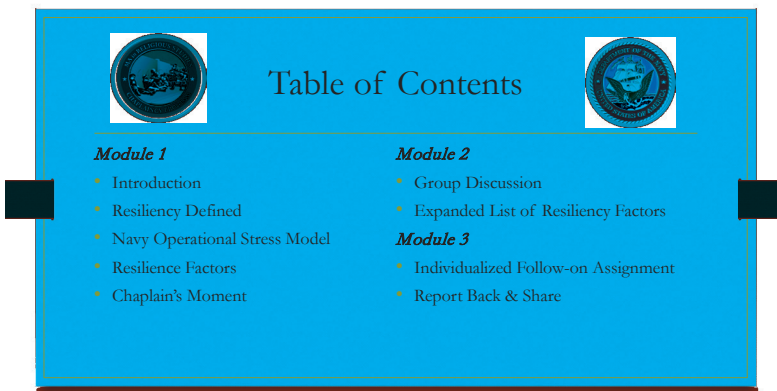 Table of Contents
Module 1
Introduction
Resiliency Defined
Navy Operational Stress Model
Resilience Factors
Chaplain's Moment
Module 2
Group Discussion
Expanded List of Resiliency Factors
Module 3
Individualized Follow-on Assignment
Report Back & Share